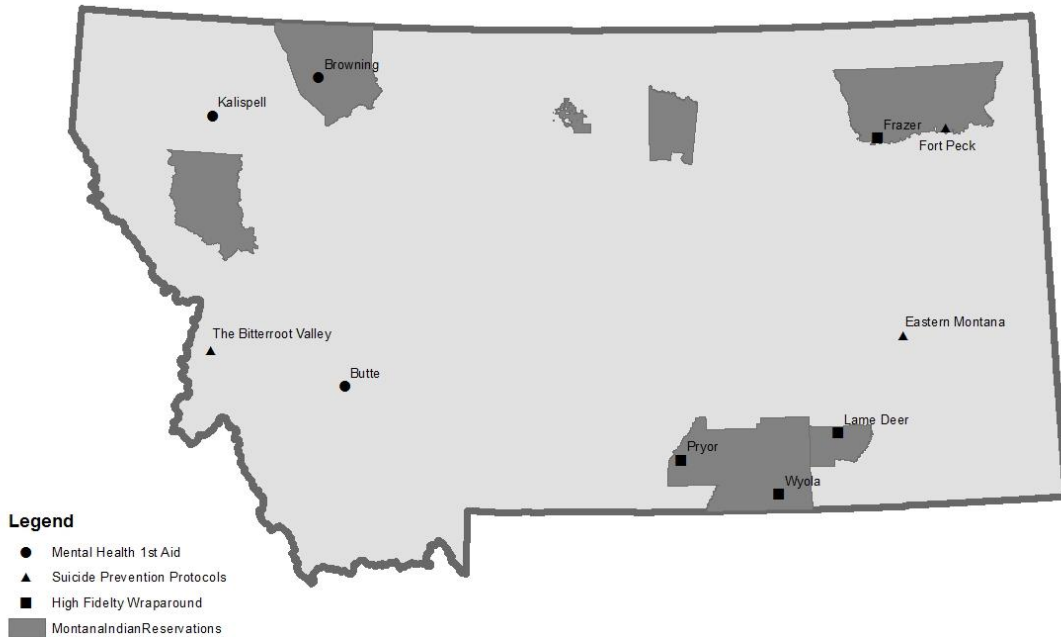 Browning
Kalispell
Frazer
Fort Peck
The Bitterroot Valley
Eastern Montana
Butte
Lame Deer
Pryor
Wyola
Legend
Mental Health 1st Aid
Suicide Prevention Protocols
High Fidelty Wraparound
MontanaIndianReservations